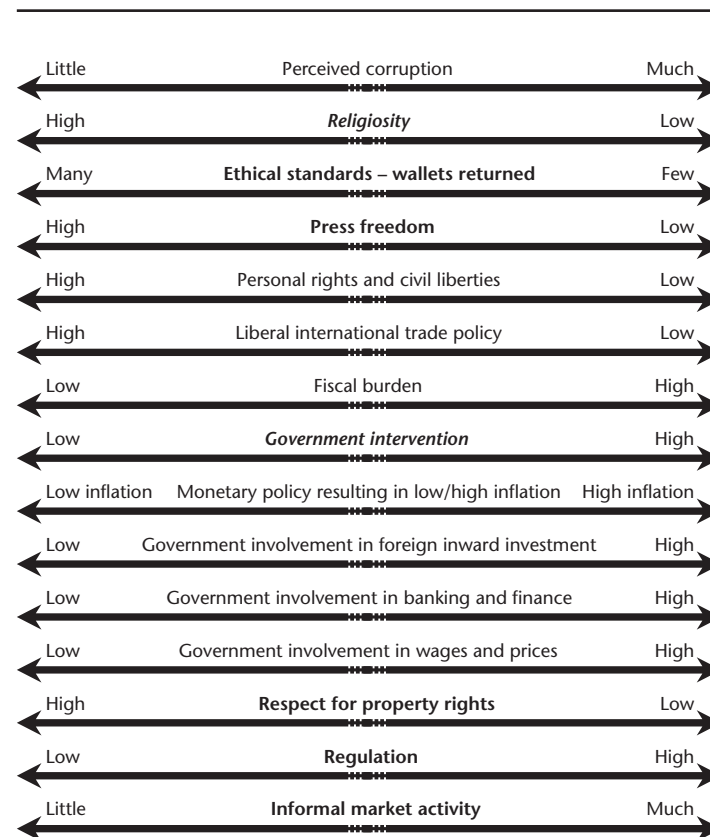 Little Perceived corruption Much
High Religiosity Low
Many Ethical standards – wallets returned Few
High Press freedom Low
High Personal rights and civil liberties Low
High Liberal international trade policy Low
Low Fiscal burden High
Low Government intervention High
Low inflation Monetary policy resulting in low/high inflation High inflation
Low Government involvement in foreign inward investment High
Low Government involvement in banking and finance High
Low Government involvement in wages and prices High
High Respect for property rights Low
Low Regulation High
Little Informal market activity Much